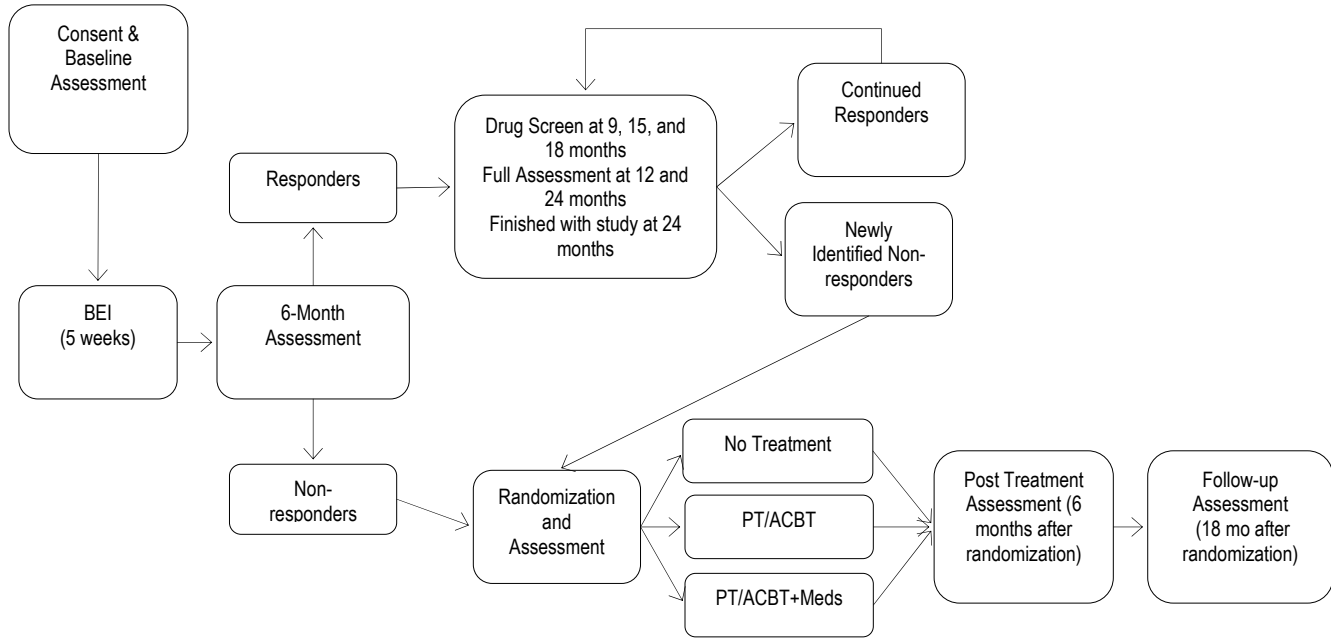 Consent &
Baseline
Assessment
BEI
(5 weeks)
6-Month
Assessment
Responders
Drug Screen at 9, 15, and
18 months
Full Assessment at 12 and
24 months
Finished with study at 24
months
Continued
Responders
Newly
Identified Non-
responders
Non-
responders
Randomization
and
Assessment
No Treatment
PT/ACBT
PT/ACBT+Meds
Post Treatment
Assessment (6
months after
randomization)
Follow-up
Assessment
(18 mo after
randomization)